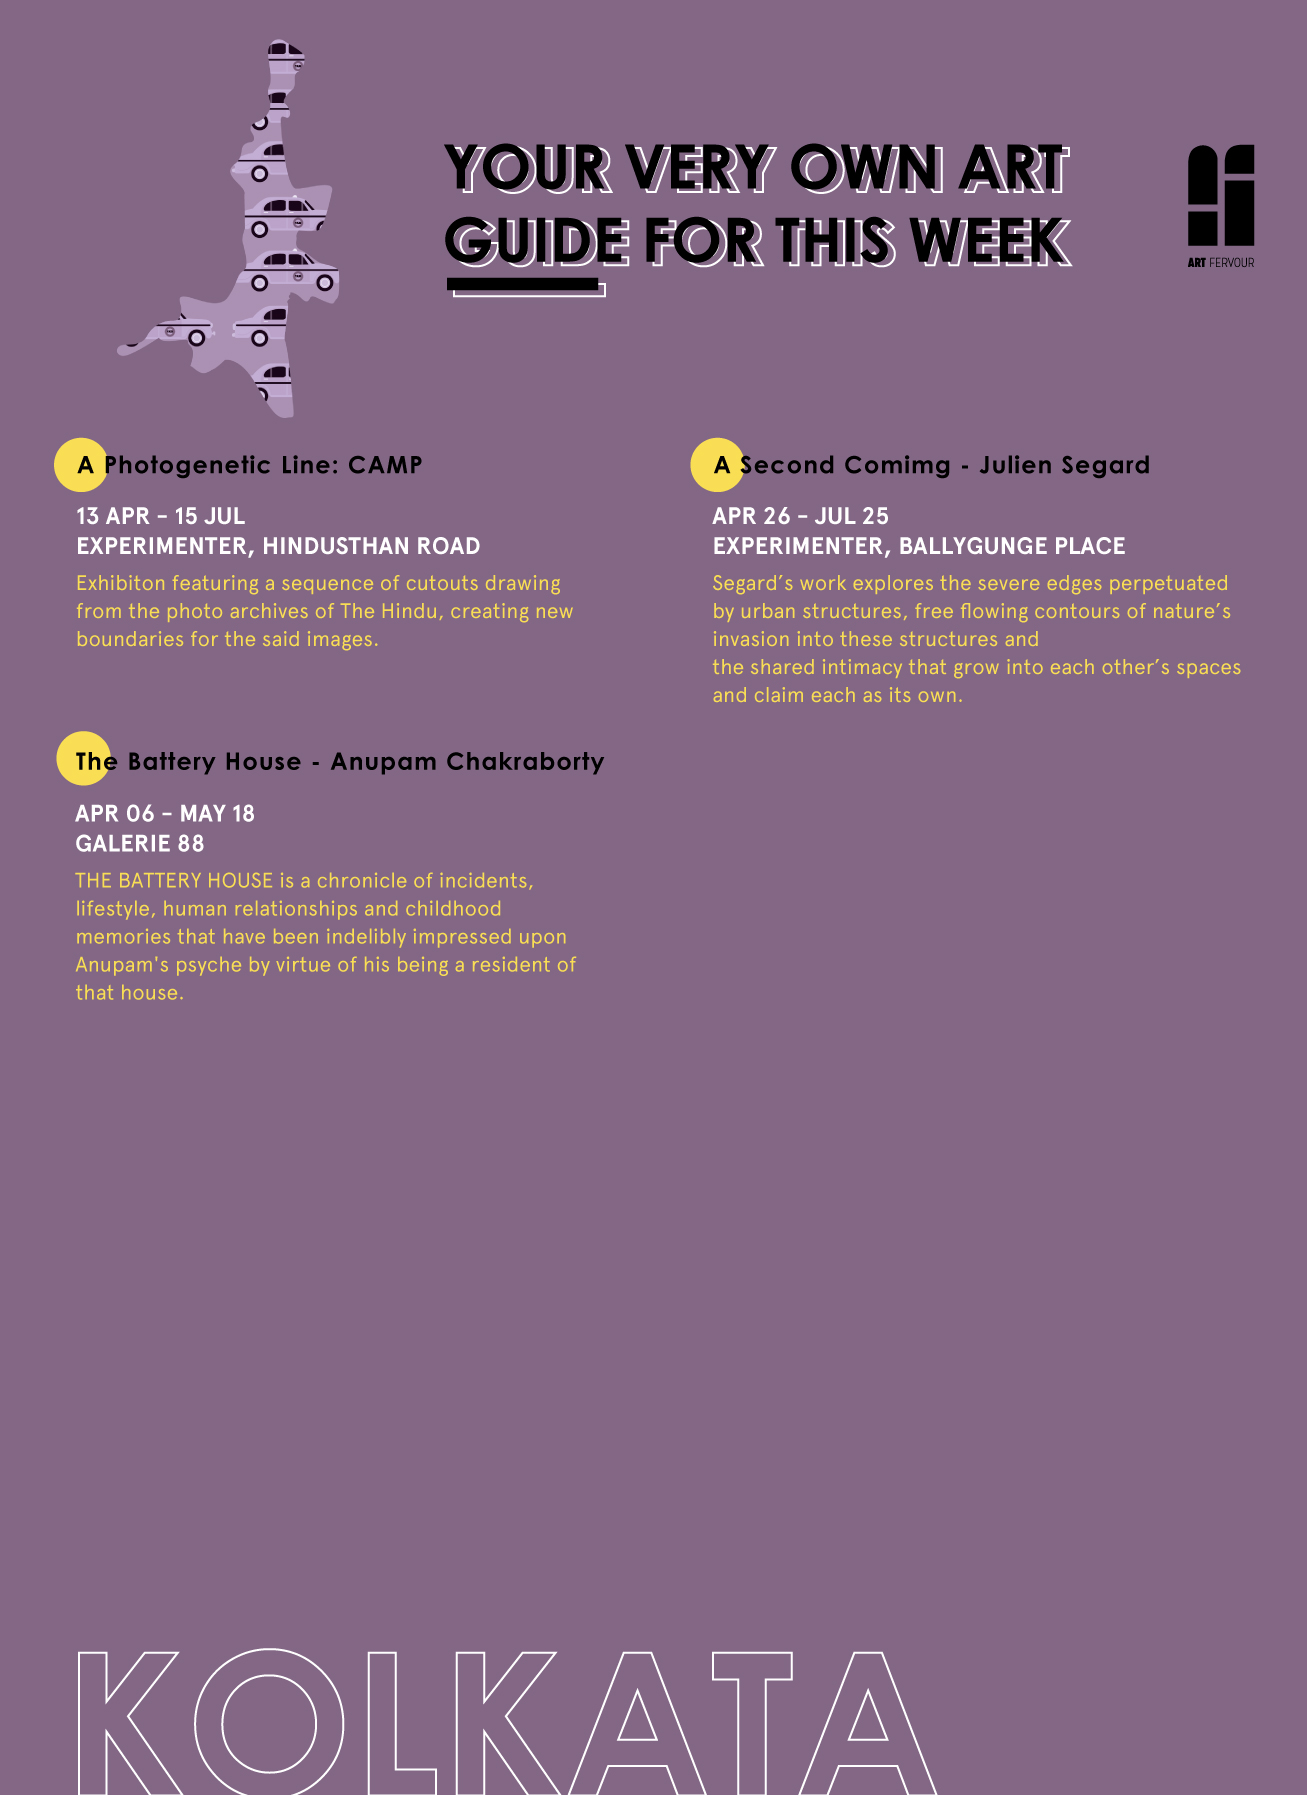 YOUR VERY OWN ART
GUIDE FOR THIS WEEK
ART FERVOUR
A Photogenetic Line: CAMP
13 APR - 15 JUL
EXPERIMENTER, HINDUSTHAN ROAD
Exhibiton featuring a sequence of cutouts drawing
from the photo archives of The Hindu, creating new
boundaries for the said images.
A Second Comimg - Julien Segard
APR 26 - JUL 25
EXPERIMENTER, BALLYGUNGE PLACE
Segard’s work explores the severe edges perpetuated
by urban structures, free flowing contours of nature’s
invasion into these structures and
the shared intimacy that grow into each other’s spaces
and claim each as its own.
The Battery House - Anupam Chakraborty
APR 06 - MAY 18
GALERIE 88
THE BATTERY HOUSE is a chronicle of incidents,
lifestyle, human relationships and childhood
memories that have been indelibly impressed upon
Anupam's psyche by virtue of his being a resident of
that house.
KOLKATA